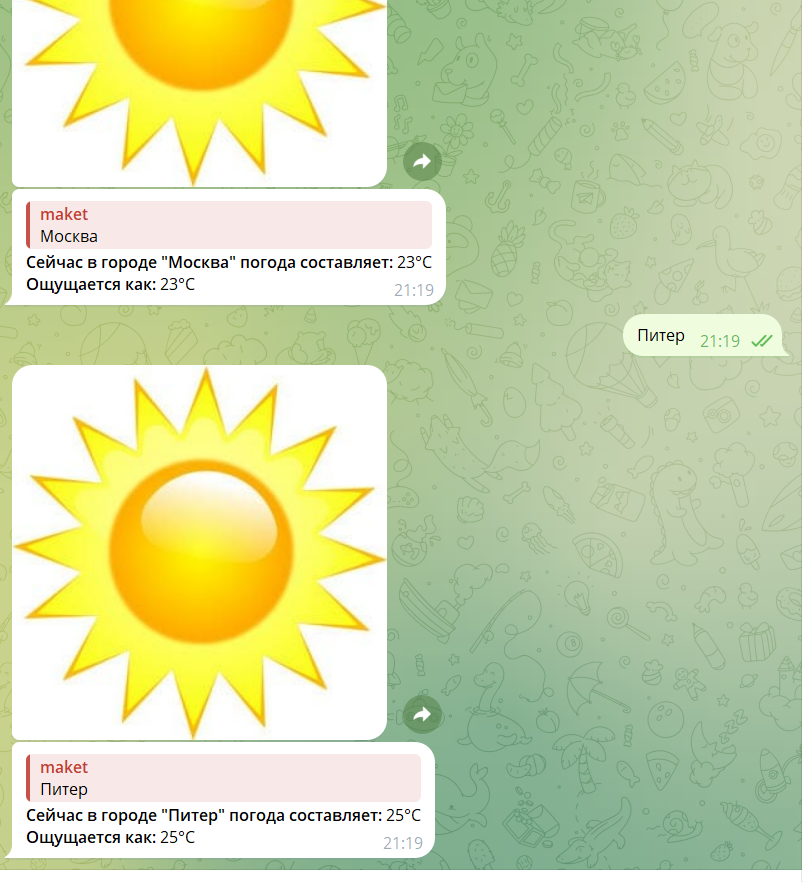 maket
Москва
Сейчас в городе "Москва" погода составляет: 23°C
Ощущается как: 23°C
21:19
Питер 21:19
maket
Питер
Сейчас в городе "Питер" погода составляет: 25°C
Ощущается как: 25°C
21:19